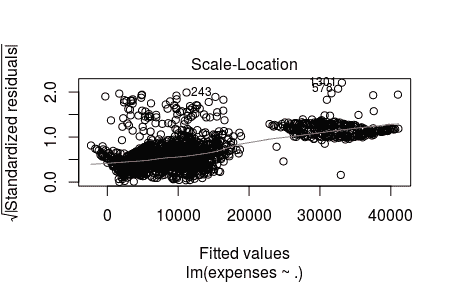 Scale-Location
√|Standardized residuals|
2.0
1.0
0.0
1301
578
243
0 10000 20000 30000 40000
Fitted values
lm(expenses ~ .)